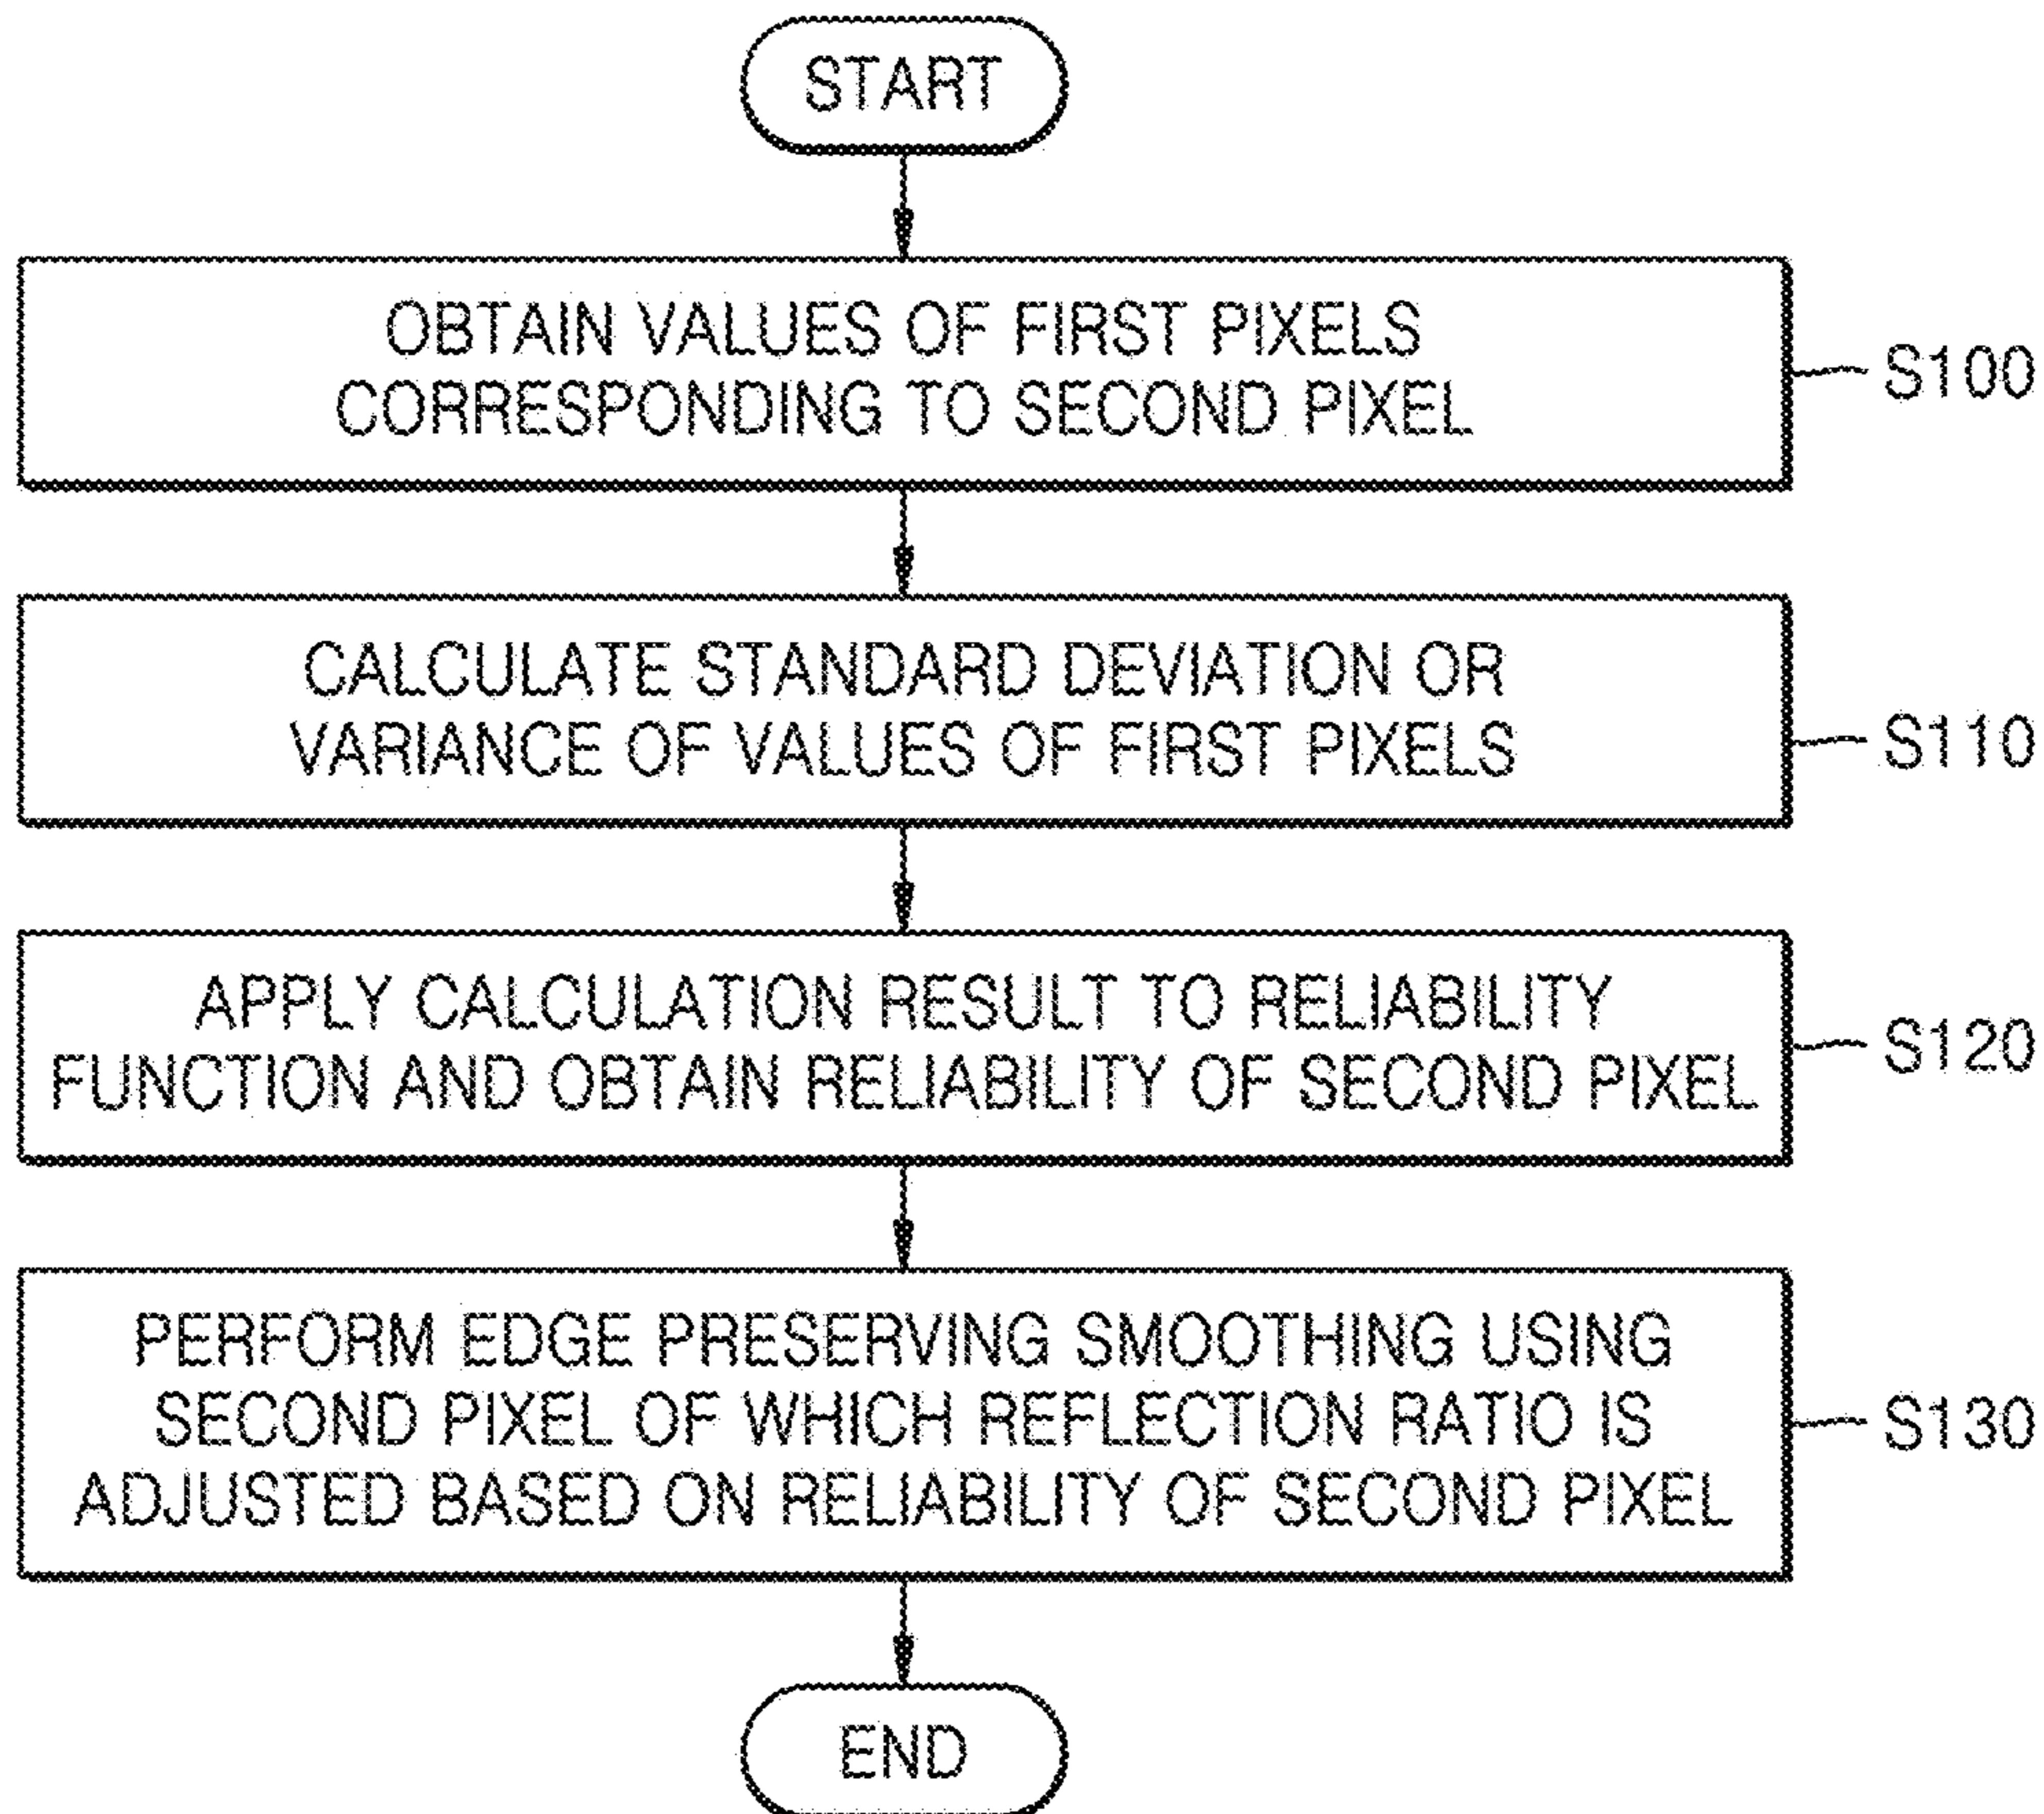 START
OBTAIN VALUES OF FIRST PIXELS
CORRESPONDING TO SECOND PIXEL
S100
CALCULATE STANDARD DEVIATION OR
VARIANCE OF VALUES OF FIRST PIXELS
S110
APPLY CALCULATION RESULT TO RELIABILITY
FUNCTION AND OBTAIN RELIABILITY OF SECOND PIXEL
S120
PERFORM EDGE PRESERVING SMOOTHING USING
SECOND PIXEL OF WHICH REFLECTION RATIO IS
ADJUSTED BASED ON RELIABILITY OF SECOND PIXEL
S130
END